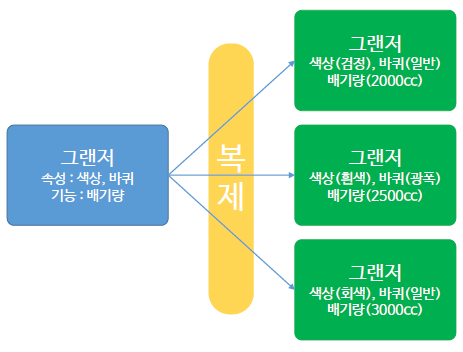 그랜저
속성 : 색상, 바퀴
기능 : 배기량
복
제
그랜저
색상(검정), 바퀴(일반)
배기량(2000cc)
그랜저
색상(흰색), 바퀴(광폭)
배기량(2500cc)
그랜저
색상(회색), 바퀴(일반)
배기량(3000cc)